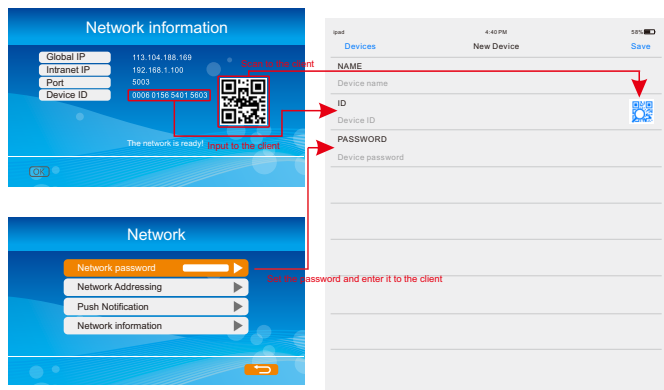 Network information
Global IP 113.104.188.169
Intranet IP 192.168.1.100
Port 5003
Device ID 0006 0156 5401 5603
The network is ready!
OK
Scan to the client
Input to the client
Network
Network password
Network Addressing
Push Notification
Network information
password and enter it to the client
ipad 4:40 PM 58%
Devices New Device Save
NAME
Device name
ID
Device ID
PASSWORD
Device password